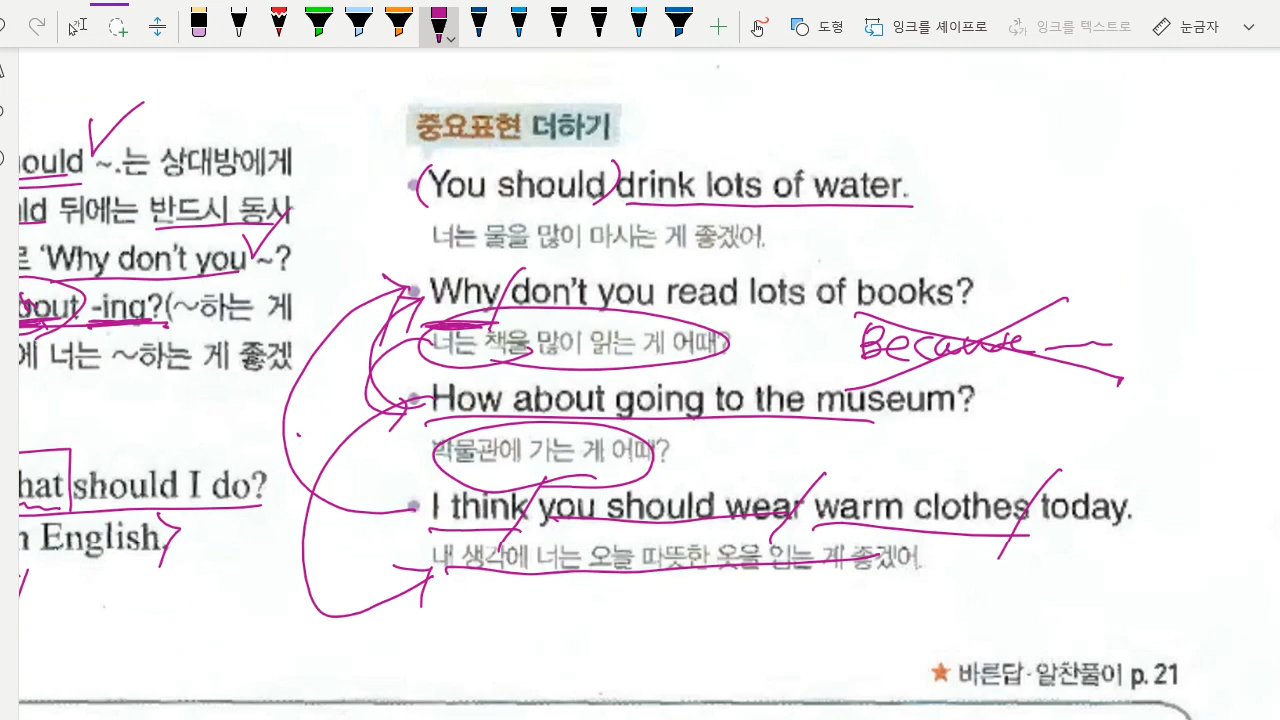 도형
잉크를 셰이프로
잉크를 텍스트로
눈금자
ould ~.는 상대방에게
ld 뒤에는 반드시 동사
로 'Why don't you ~?
bout -ing?(~하는 게
에 너는 ~하는 게 좋겠
hat should I do?
n English,
중요표현 더하기
You should drink lots of water.
너는 물을 많이 마시는 게 좋겠어.
Why don't you read lots of books?
너는 책을 많이 읽는 게 어때?
Because
How about going to the museum?
박물관에 가는 게 어때?
I think you should wear warm clothes today.
내 생각에 너는 오늘 따뜻한 옷을 입는 게 좋겠어.
★ 바른답·알찬풀이 p. 21